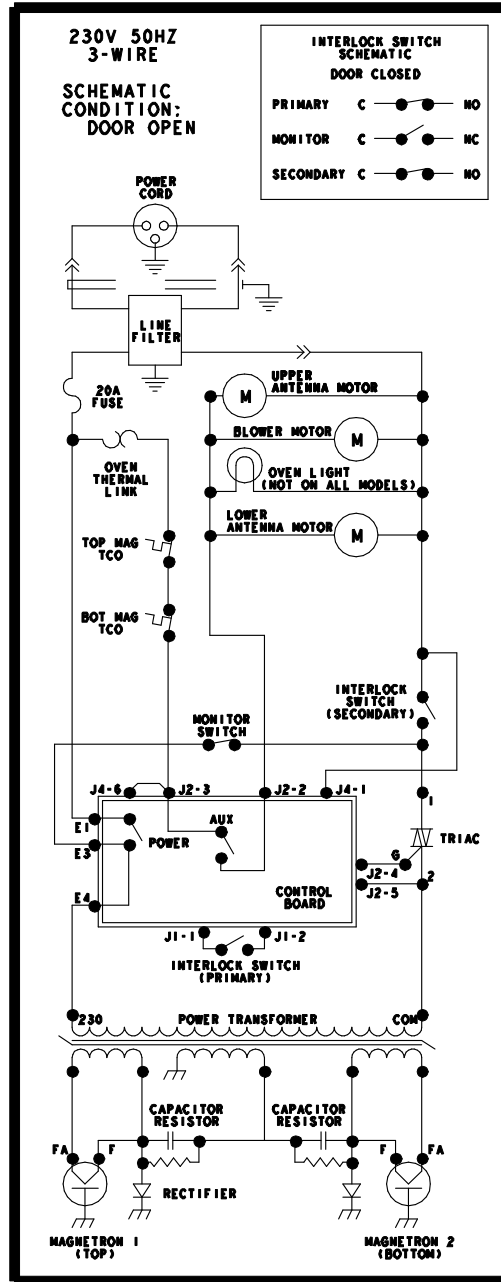 230V 50HZ
3-WIRE
SCHEMATIC
CONDITION:
DOOR OPEN
INTERLOCK SWITCH
SCHEMATIC
DOOR CLOSED
PRIMARY C NO
MONITOR C NC
SECONDARY C NO
POWER
CORD
LINE
FILTER
20A
FUSE
UPPER
ANTENNA MOTOR
M
BLOWER MOTOR
M
OVEN
THERMAL
LINK
OVEN LIGHT
(NOT ON ALL MODELS)
LOWER
ANTENNA MOTOR
M
TOP MAG
TCO
BOT MAG
TCO
INTERLOCK
SWITCH
(SECONDARY)
MONITOR
SWITCH
J4-6 J2-3 J2-2 J4-1
1
E1
POWER
AUX
TRIAC
E3
G
J2-4
J2-5
2
E4
CONTROL
BOARD
J1-1 J1-2
INTERLOCK SWITCH
(PRIMARY)
230 POWER TRANSFORMER COM
CAPACITOR
RESISTOR
CAPACITOR
RESISTOR
FA F F FA
RECTIFIER
MAGNETRON 1
(TOP)
MAGNETRON 2
(BOTTOM)